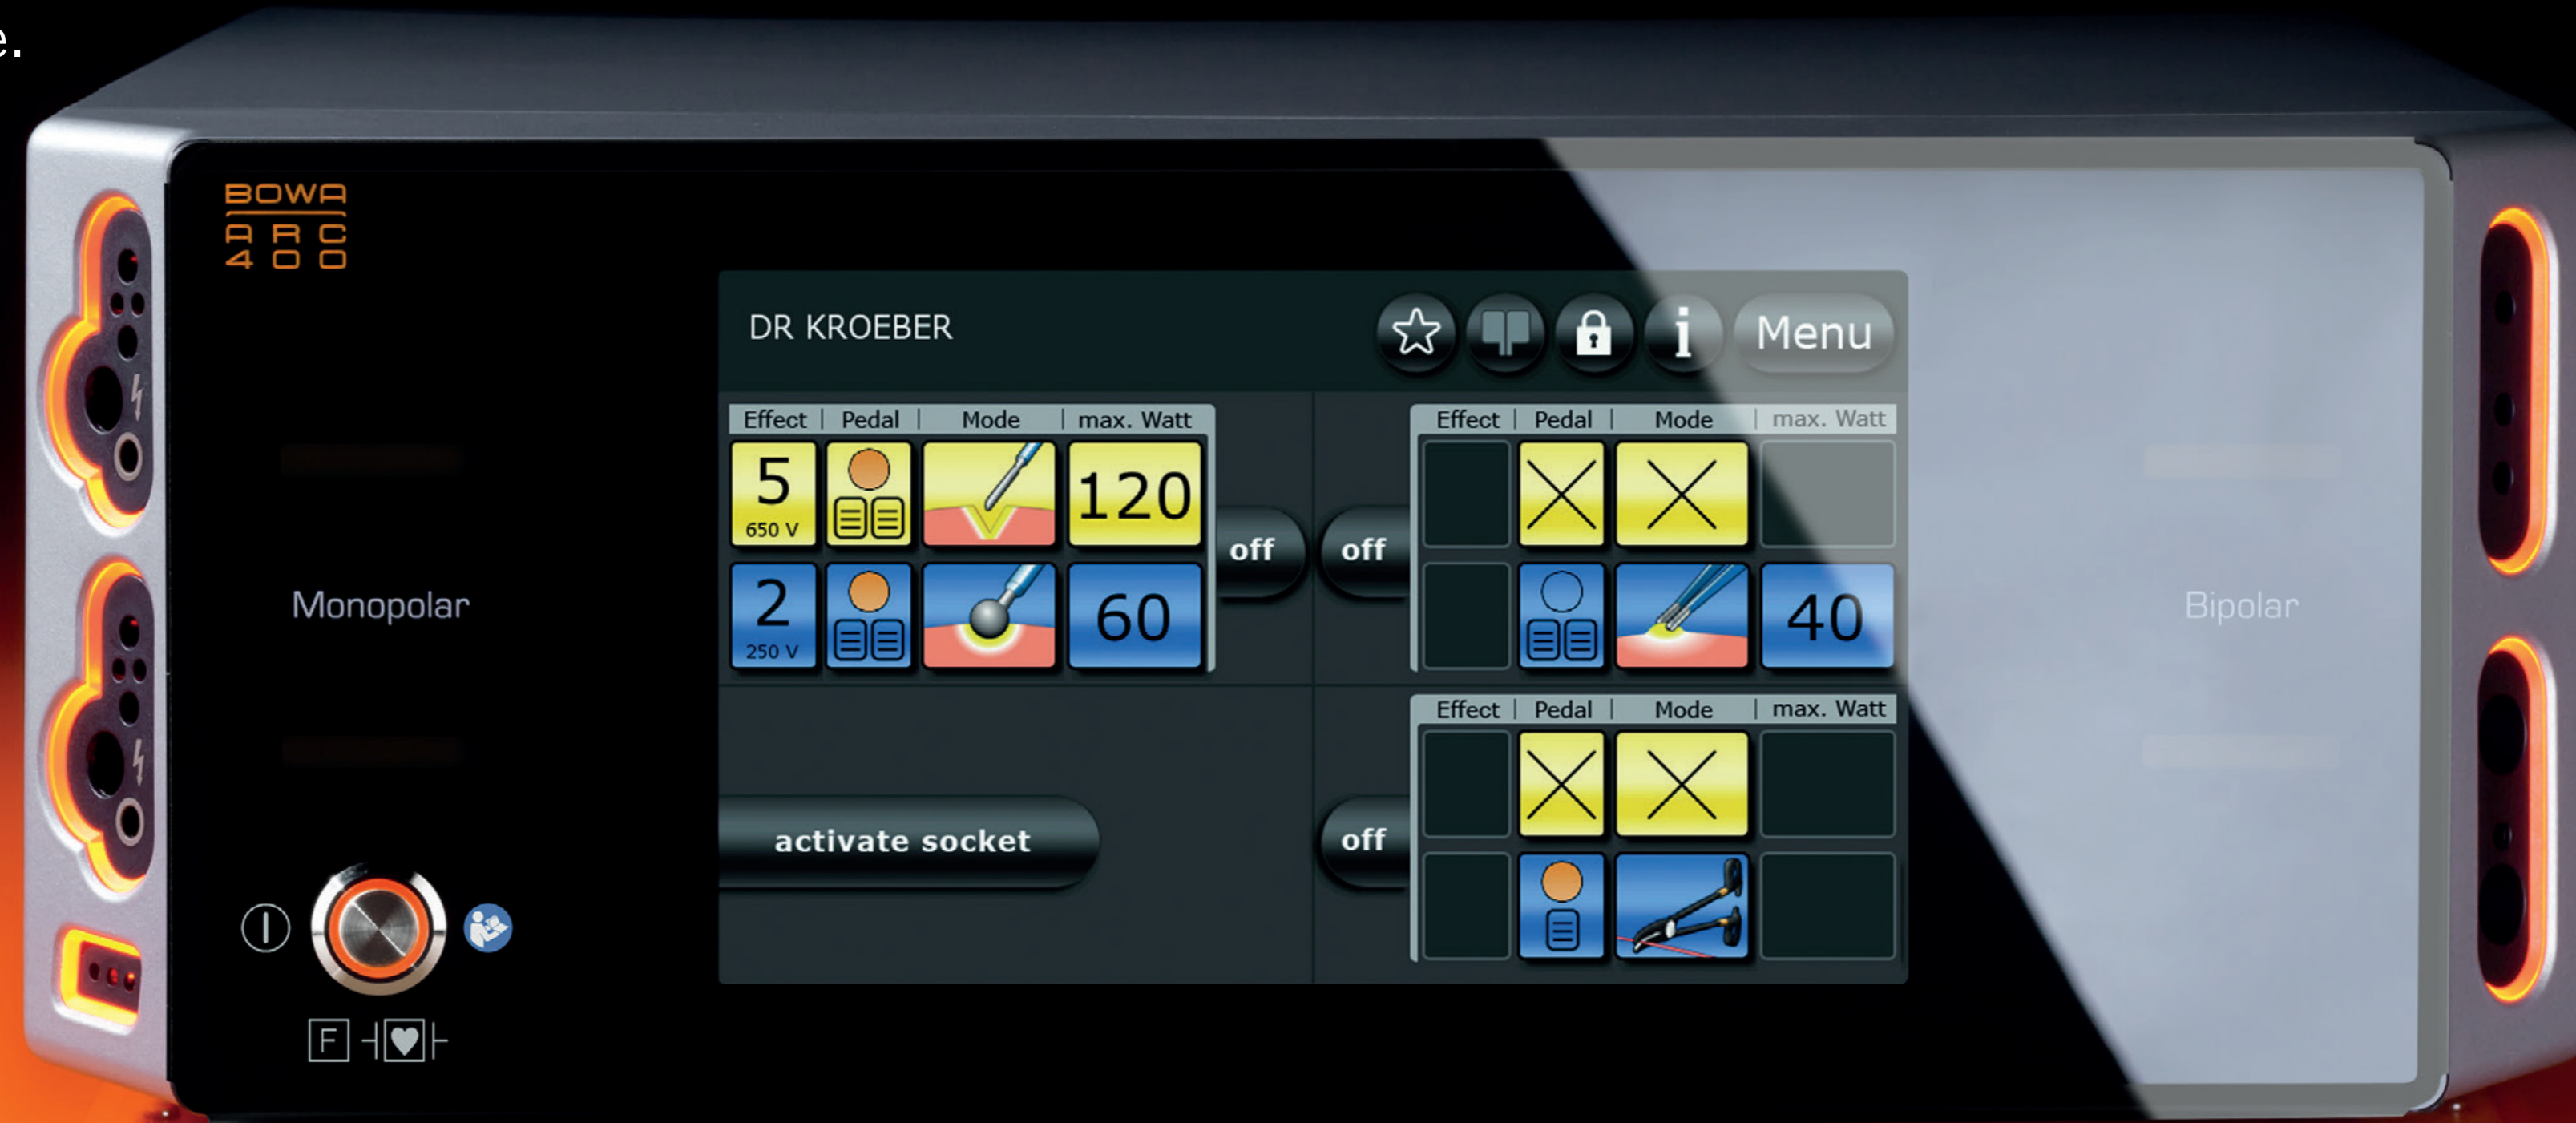 e.
BOWA
ARC
400
DR KROEBER
i
Menu
Effect | Pedal | Mode | max. Watt
5
650 V
120
2
250 V
60
off
off
Effect | Pedal | Mode | max. Watt
40
Monopolar
Bipolar
activate socket
off
Effect | Pedal | Mode | max. Watt
F